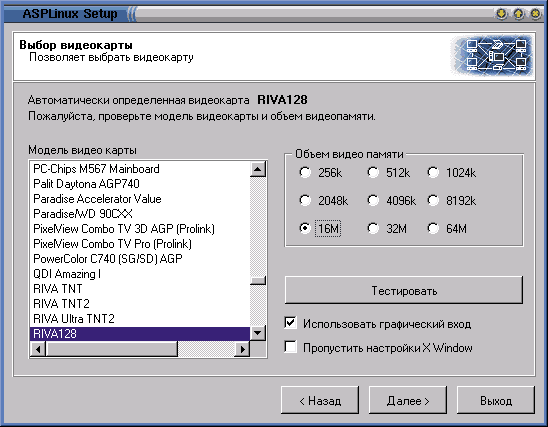 ASPLinux Setup
Выбор видеокарты
Позволяет выбрать видеокарту
Автоматически определенная видеокарта RIVA128
Пожалуйста, проверьте модель видеокарты и объем видеопамяти.
Модель видео карты
PC-Chips M567 Mainboard
Palit Daytona AGP740
Paradise Accelerator Value
Paradise/WD 90CXX
PixelView Combo TV 3D AGP (Prolink)
PixelView Combo TV Pro (Prolink)
PowerColor C740 (SG/SD) AGP
QDI Amazing I
RIVA TNT
RIVA TNT2
RIVA Ultra TNT2
RIVA128
Объем видео памяти
256k 512k 1024k
2048k 4096k 8192k
16M 32M 64M
Тестировать
Использовать графический вход
Пропустить настройки X Window
< Назад
Далее >
Выход